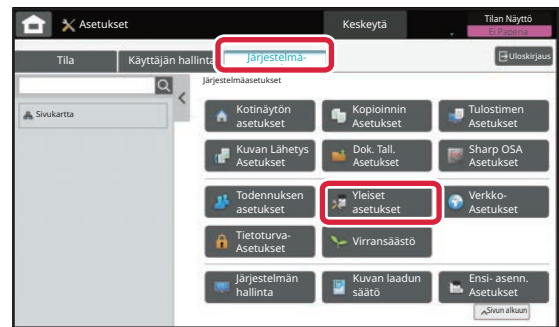 Asetukset
Keskeytä
Tilan Näyttö
Ei Paperia
Tila
Käyttäjän hallinta
Järjestelmä-
Uloskirjaus
Järjestelmäasetukset
Sivukartta
Kotinäytön
asetukset
Kopioinnin
Asetukset
Tulostimen
Asetukset
Kuvan Lähetys
Asetukset
Dok. Tall.
Asetukset
Sharp OSA
Asetukset
Todennuksen
asetukset
Yleiset
asetukset
Verkko-
Asetukset
Tietoturva-
Asetukset
Virransäästö
Järjestelmän
hallinta
Kuvan laadun
säätö
Ensi- asenn.
Asetukset
Sivun alkuun